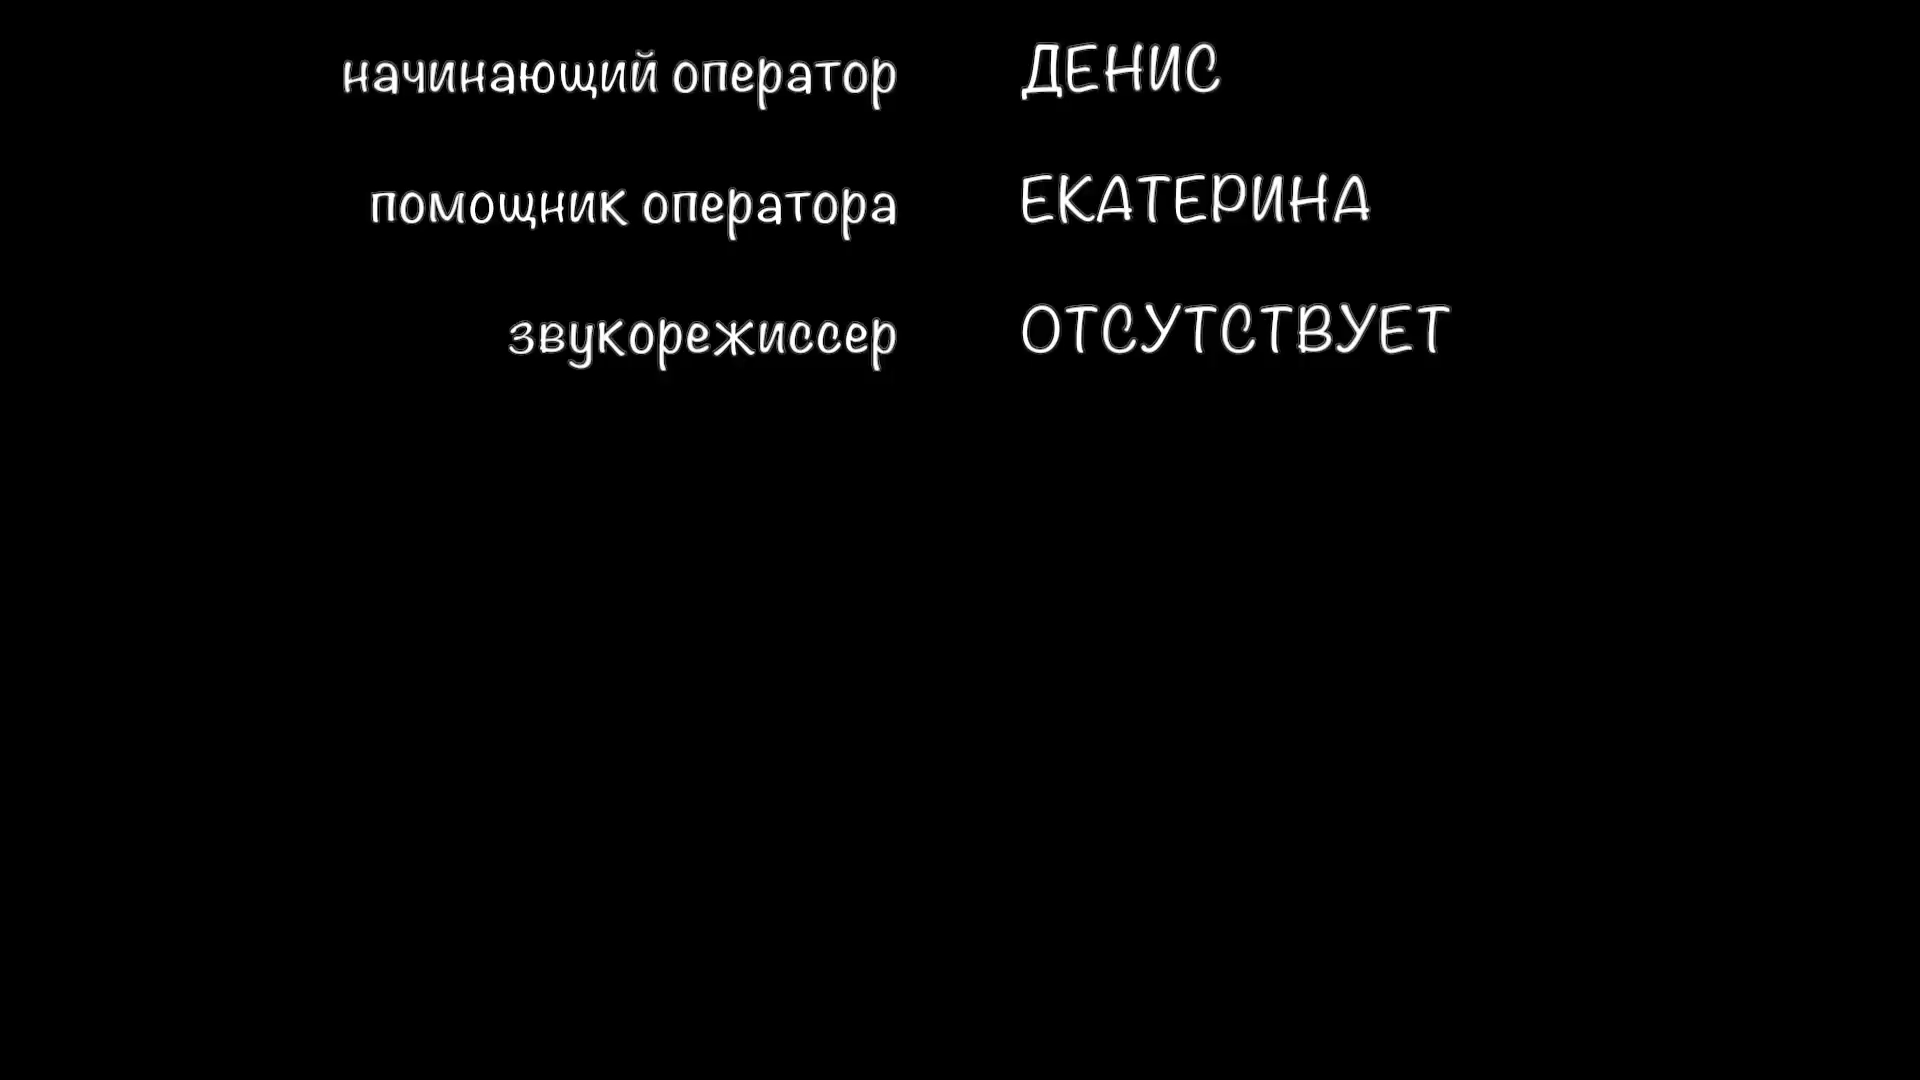 начинающий оператор ДЕНИС
помощник оператора ЕКАТЕРИНА
звукорежиссер ОТСУТСТВУЕТ